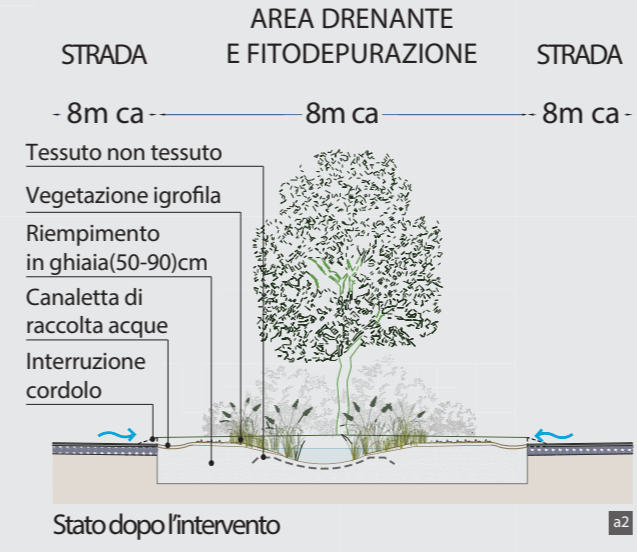 AREA DRENANTE
STRADA E FITODEPURAZIONE STRADA
8m ca 8m ca 8m ca
Tessuto non tessuto
Vegetazione igrofila
Riempimento
in ghiaia(50-90)cm
Canaletta di
raccolta acque
Interruzione
cordolo
Stato dopo l'intervento
a2